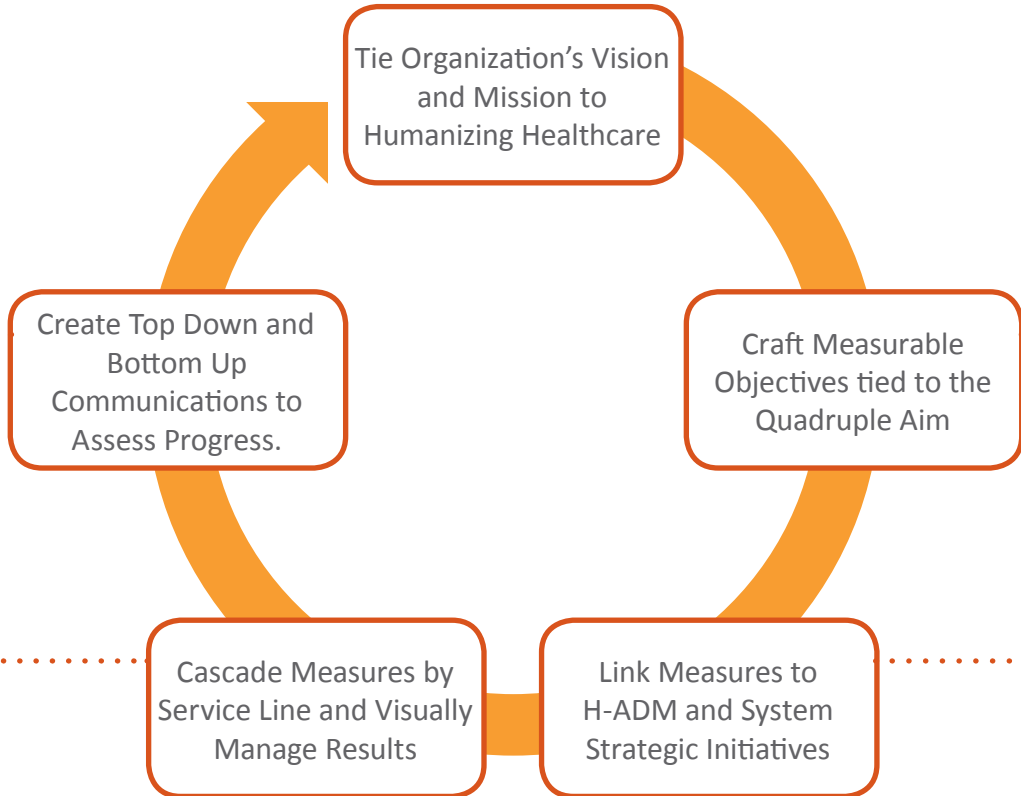 Tie Organization's Vision
and Mission to
Humanizing Healthcare
Craft Measurable
Objectives tied to the
Quadruple Aim
Link Measures to
H-ADM and System
Strategic Initiatives
Cascade Measures by
Service Line and Visually
Manage Results
Create Top Down and
Bottom Up
Communications to
Assess Progress.